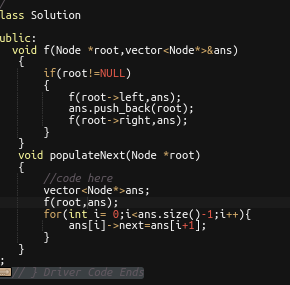 /
lass Solution
ublic:
void f(Node *root,vector<Node*>&ans)
{
if(root!=NULL)
{
f(root->left,ans);
ans.push_back(root);
f(root->right,ans);
}
}
void populateNext(Node *root)
{
//code here
vector<Node*>ans;
f(root,ans);
for(int i= 0;i<ans.size()-1;i++){
ans[i]->next=ans[i+1];
}
}
;
// } Driver Code Ends